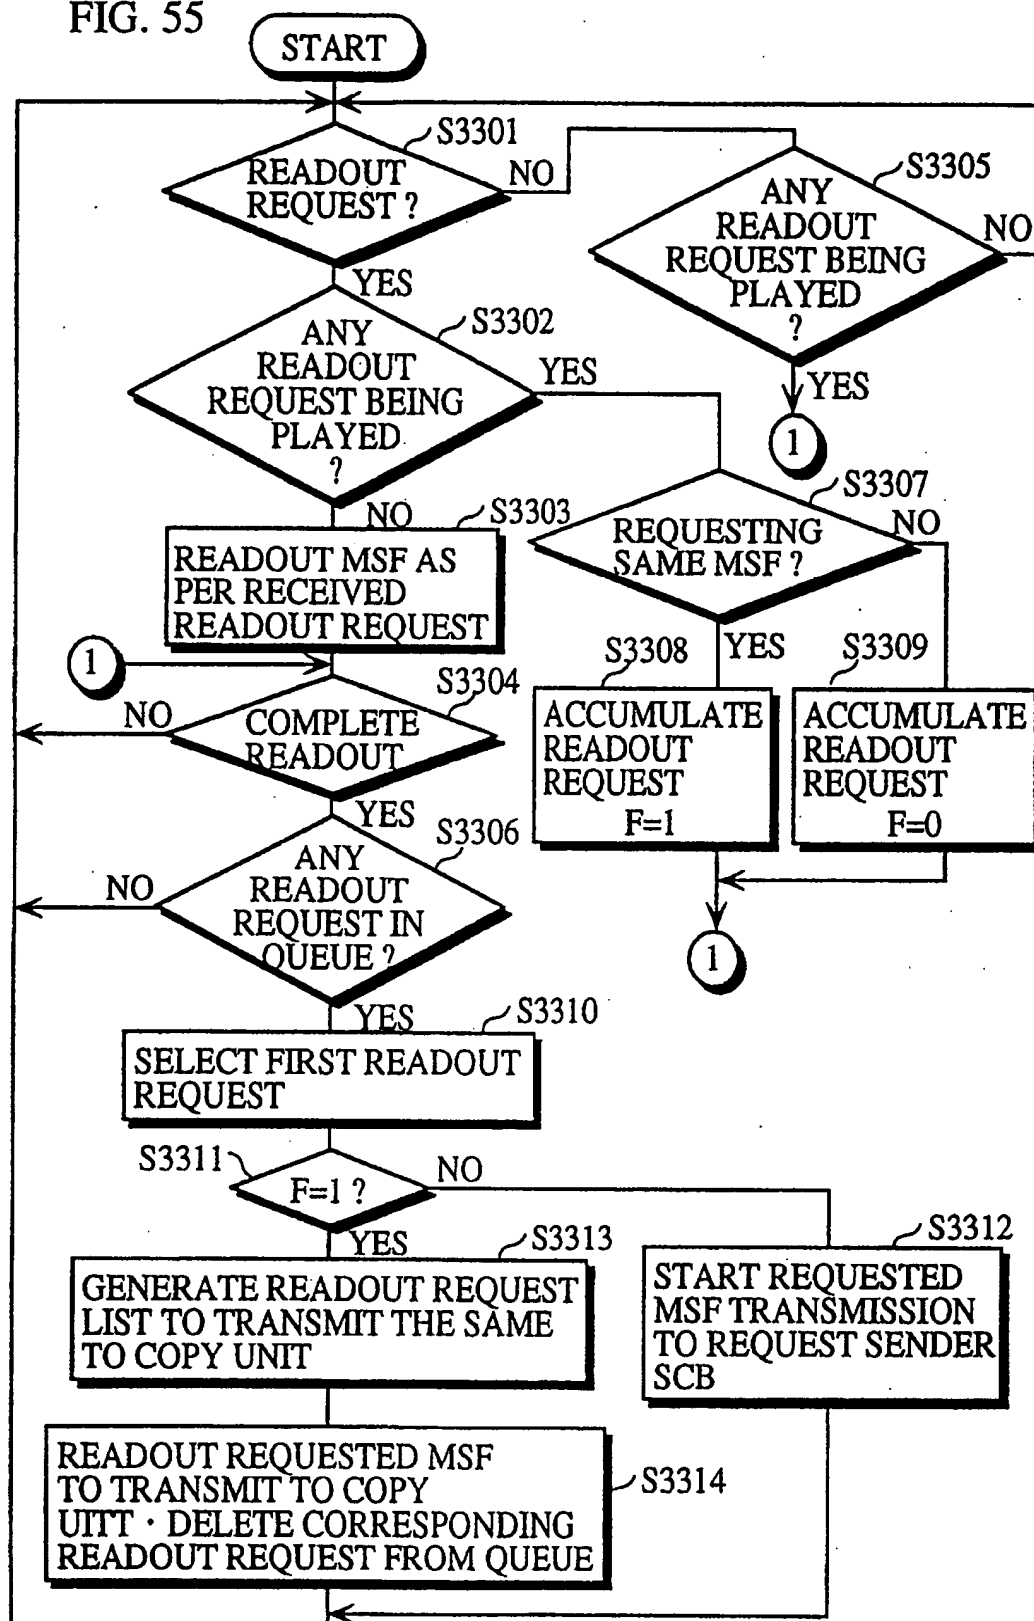 FIG. 55
START
S3301
READOUT
REQUEST ?
NO
YES
S3305
ANY
READOUT
REQUEST BEING
PLAYED
?
NO
YES
1
S3302
ANY
READOUT
REQUEST BEING
PLAYED
?
YES
NO
S3303
READOUT MSF AS
PER RECEIVED
READOUT REQUEST
S3307
REQUESTING
SAME MSF ?
NO
YES
1
S3304
COMPLETE
READOUT
NO
YES
S3308
ACCUMULATE
READOUT
REQUEST
F=1
S3309
ACCUMULATE
READOUT
REQUEST
F=0
1
S3306
ANY
READOUT
REQUEST IN
QUEUE ?
NO
YES
S3310
SELECT FIRST READOUT
REQUEST
S3311
F=1 ?
NO
YES
S3313
GENERATE READOUT REQUEST
LIST TO TRANSMIT THE SAME
TO COPY UNIT
S3312
START REQUESTED
MSF TRANSMISSION
TO REQUEST SENDER
SCB
READOUT REQUESTED MSF
TO TRANSMIT TO COPY
UITT · DELETE CORRESPONDING
READOUT REQUEST FROM QUEUE
S3314